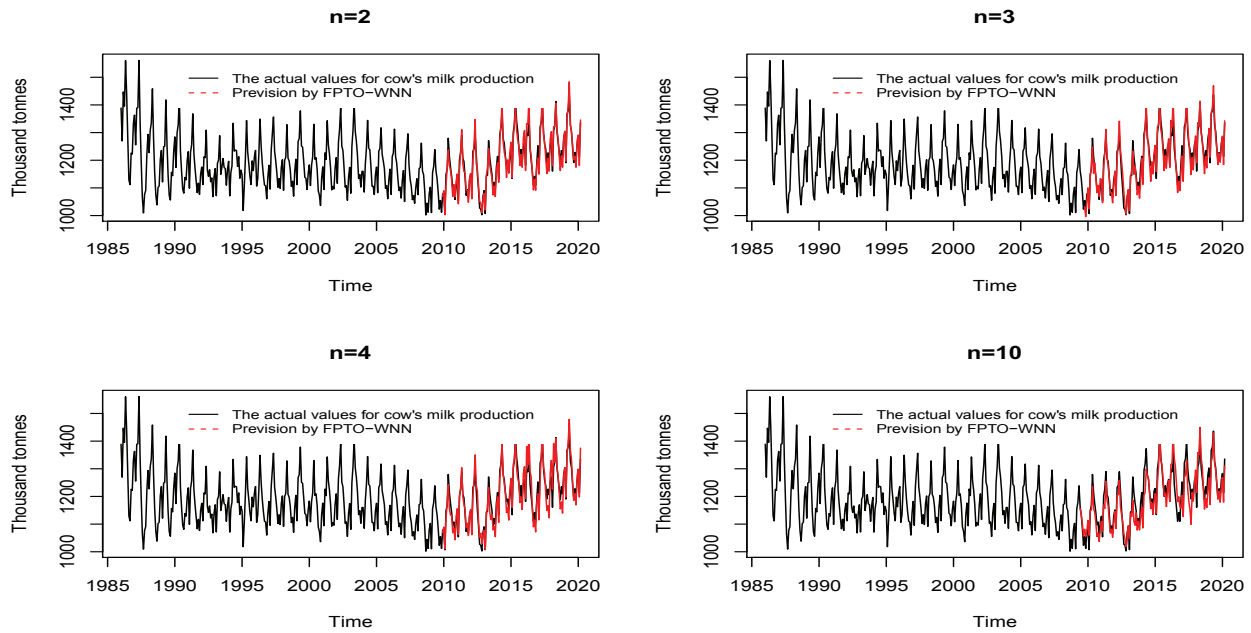 n=2
Thousand tonnes
1400
1200
1000
The actual values for cow's milk production
Prevision by FPTO−WNN
1985 1990 1995 2000 2005 2010 2015 2020
Time
n=3
Thousand tonnes
1400
1200
1000
The actual values for cow's milk production
Prevision by FPTO−WNN
1985 1990 1995 2000 2005 2010 2015 2020
Time
n=4
Thousand tonnes
1400
1200
1000
The actual values for cow's milk production
Prevision by FPTO−WNN
1985 1990 1995 2000 2005 2010 2015 2020
Time
n=10
Thousand tonnes
1400
1200
1000
The actual values for cow's milk production
Prevision by FPTO−WNN
1985 1990 1995 2000 2005 2010 2015 2020
Time